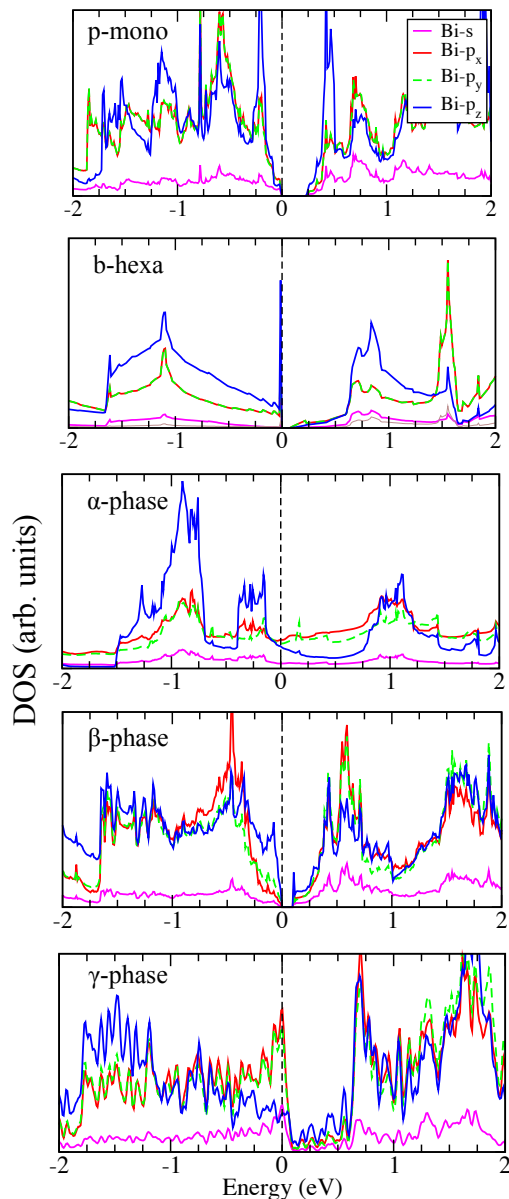 p-mono
Bi-s
Bi-px
Bi-py
Bi-pz
-2 -1 0 1 2
b-hexa
-2 -1 0 1 2
α-phase
-2 -1 0 1 2
DOS (arb. units)
β-phase
-2 -1 0 1 2
γ-phase
-2 -1 0 1 2
Energy (eV)